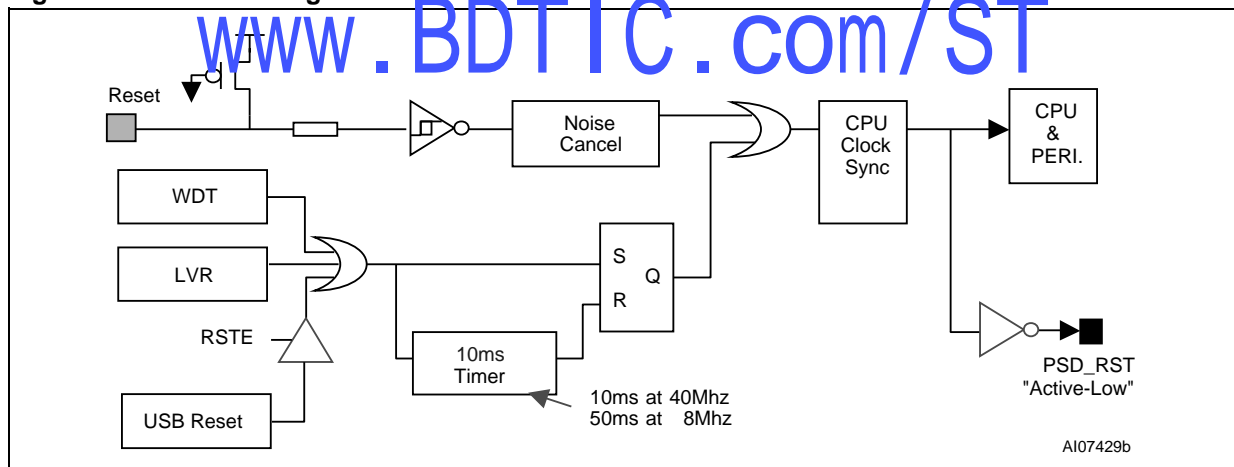 www.BDTIC.com/ST
Reset
Noise
Cancel
CPU
Clock
Sync
CPU
&
PERI.
WDT
LVR
S
Q
R
RSTE
10ms
Timer
10ms at 40Mhz
50ms at 8Mhz
USB Reset
PSD_RST
"Active-Low"
AI07429b